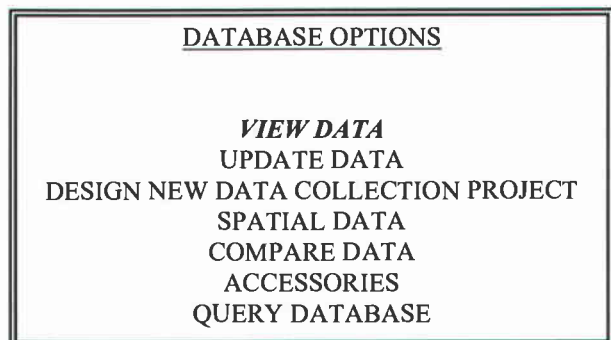 DATABASE OPTIONS
VIEW DATA
UPDATE DATA
DESIGN NEW DATA COLLECTION PROJECT
SPATIAL DATA
COMPARE DATA
ACCESSORIES
QUERY DATABASE